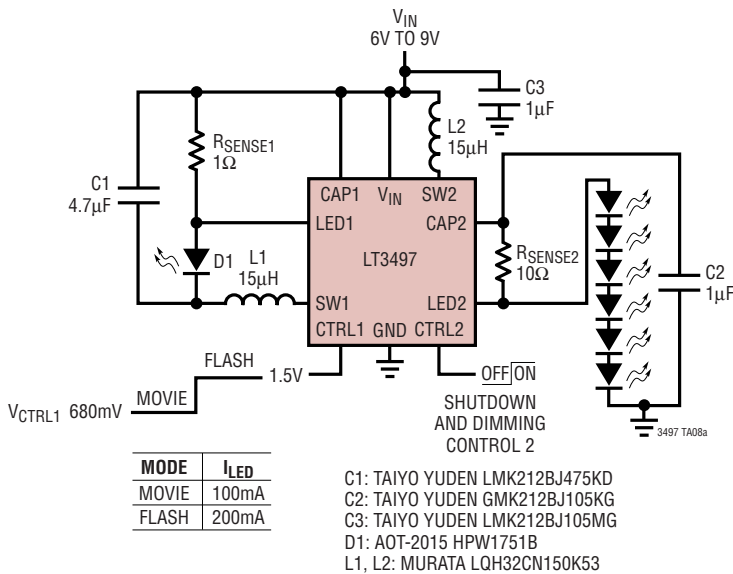 VIN
6V TO 9V
C3
1µF
RSENSE1
1Ω
L2
15µH
C1
4.7µF
CAP1 VIN SW2
LED1 CAP2
LT3497
RSENSE2
10Ω
C2
1µF
D1
L1
15µH
SW1 LED2
CTRL1 GND CTRL2
FLASH
1.5V
OFF ON
MOVIE
VCTRL1 680mV
SHUTDOWN
AND DIMMING
CONTROL 2
3497 TA08a
MODE ILED
MOVIE 100mA
FLASH 200mA
C1: TAIYO YUDEN LMK212BJ475KD
C2: TAIYO YUDEN GMK212BJ105KG
C3: TAIYO YUDEN LMK212BJ105MG
D1: AOT-2015 HPW1751B
L1, L2: MURATA LQH32CN150K53